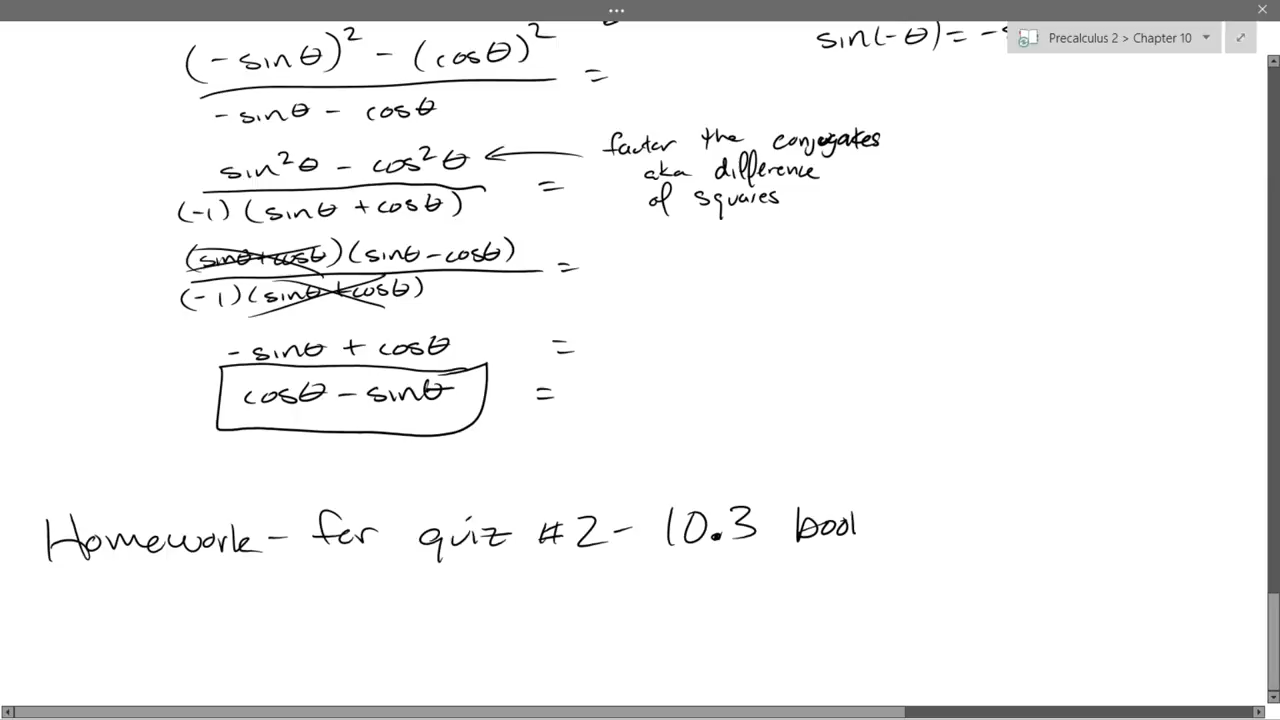 ...
Precalculus 2 > Chapter 10
sin(-θ) = -
(-sinθ)² - (cosθ)² =
-sinθ - cosθ
factor the conjugates
aka difference
of squares
sin²θ - cos²θ =
(-1)(sinθ + cosθ)
(sinθ+cosθ)(sinθ-cosθ) =
(-1)(sinθ+cosθ)
-sinθ + cosθ =
cosθ - sinθ =
Homework - for quiz #2 - 10.3 bool